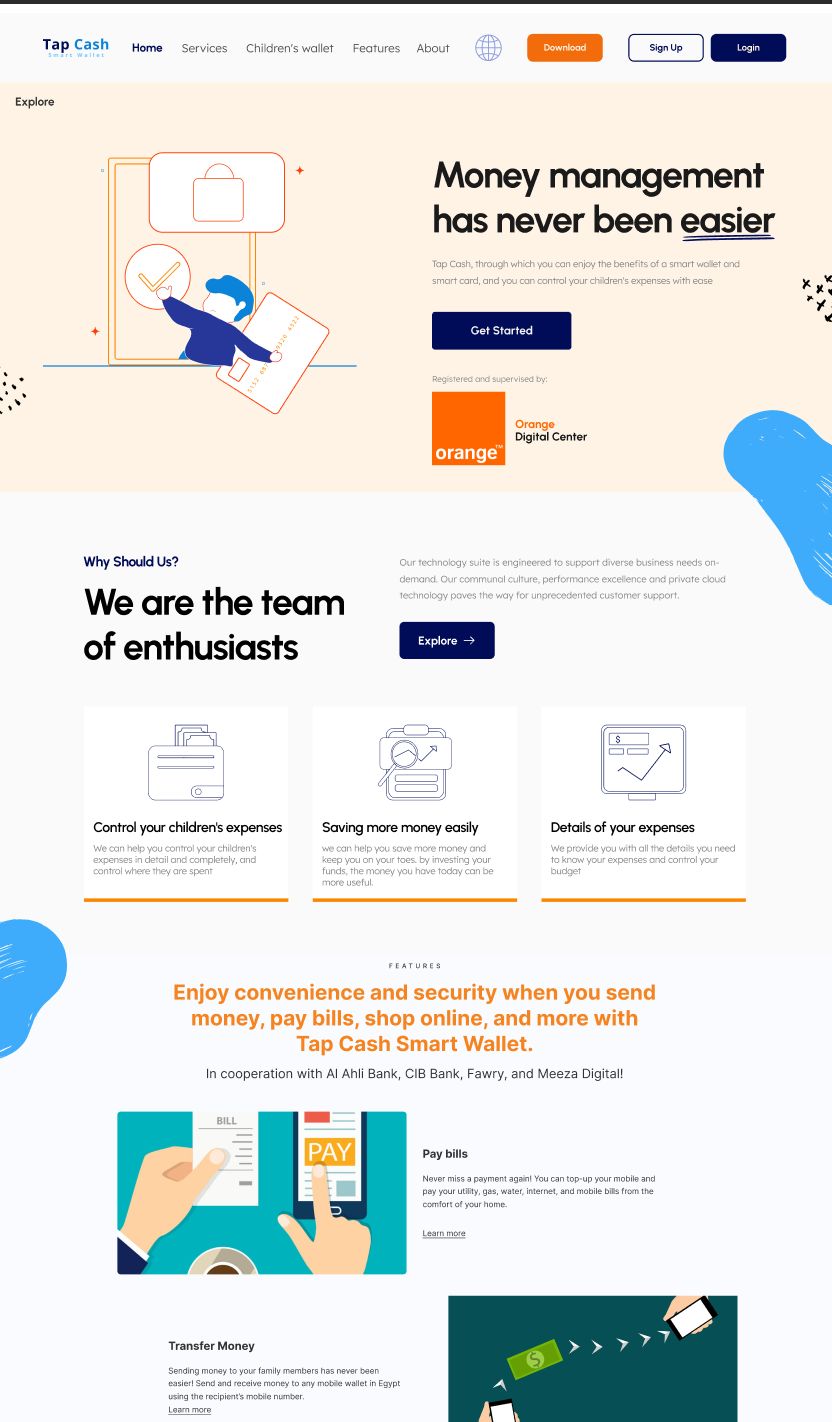 Tap Cash
Smart Wallet
Home
Services
Children's wallet
Features
About
Download
Sign Up
Login
Explore
Money management
has never been easier
Tap Cash, through which you can enjoy the benefits of a smart wallet and
smart card, and you can control your children's expenses with ease
Get Started
Registered and supervised by:
orange™
Orange
Digital Center
Why Should Us?
We are the team
of enthusiasts
Our technology suite is engineered to support diverse business needs on-
demand. Our communal culture, performance excellence and private cloud
technology paves the way for unprecedented customer support.
Explore →
$
Control your children's expenses
We can help you control your children's
expenses in detail and completely, and
control where they are spent
Saving more money easily
we can help you save more money and
keep you on your toes. by investing your
funds, the money you have today can be
more useful.
Details of your expenses
We provide you with all the details you need
to know your expenses and control your
budget
FEATURES
Enjoy convenience and security when you send
money, pay bills, shop online, and more with
Tap Cash Smart Wallet.
In cooperation with Al Ahli Bank, CIB Bank, Fawry, and Meeza Digital!
BILL
PAY
Pay bills
Never miss a payment again! You can top-up your mobile and
pay your utility, gas, water, internet, and mobile bills from the
comfort of your home.
Learn more
Transfer Money
Sending money to your family members has never been
easier! Send and receive money to any mobile wallet in Egypt
using the recipient's mobile number.
Learn more
$